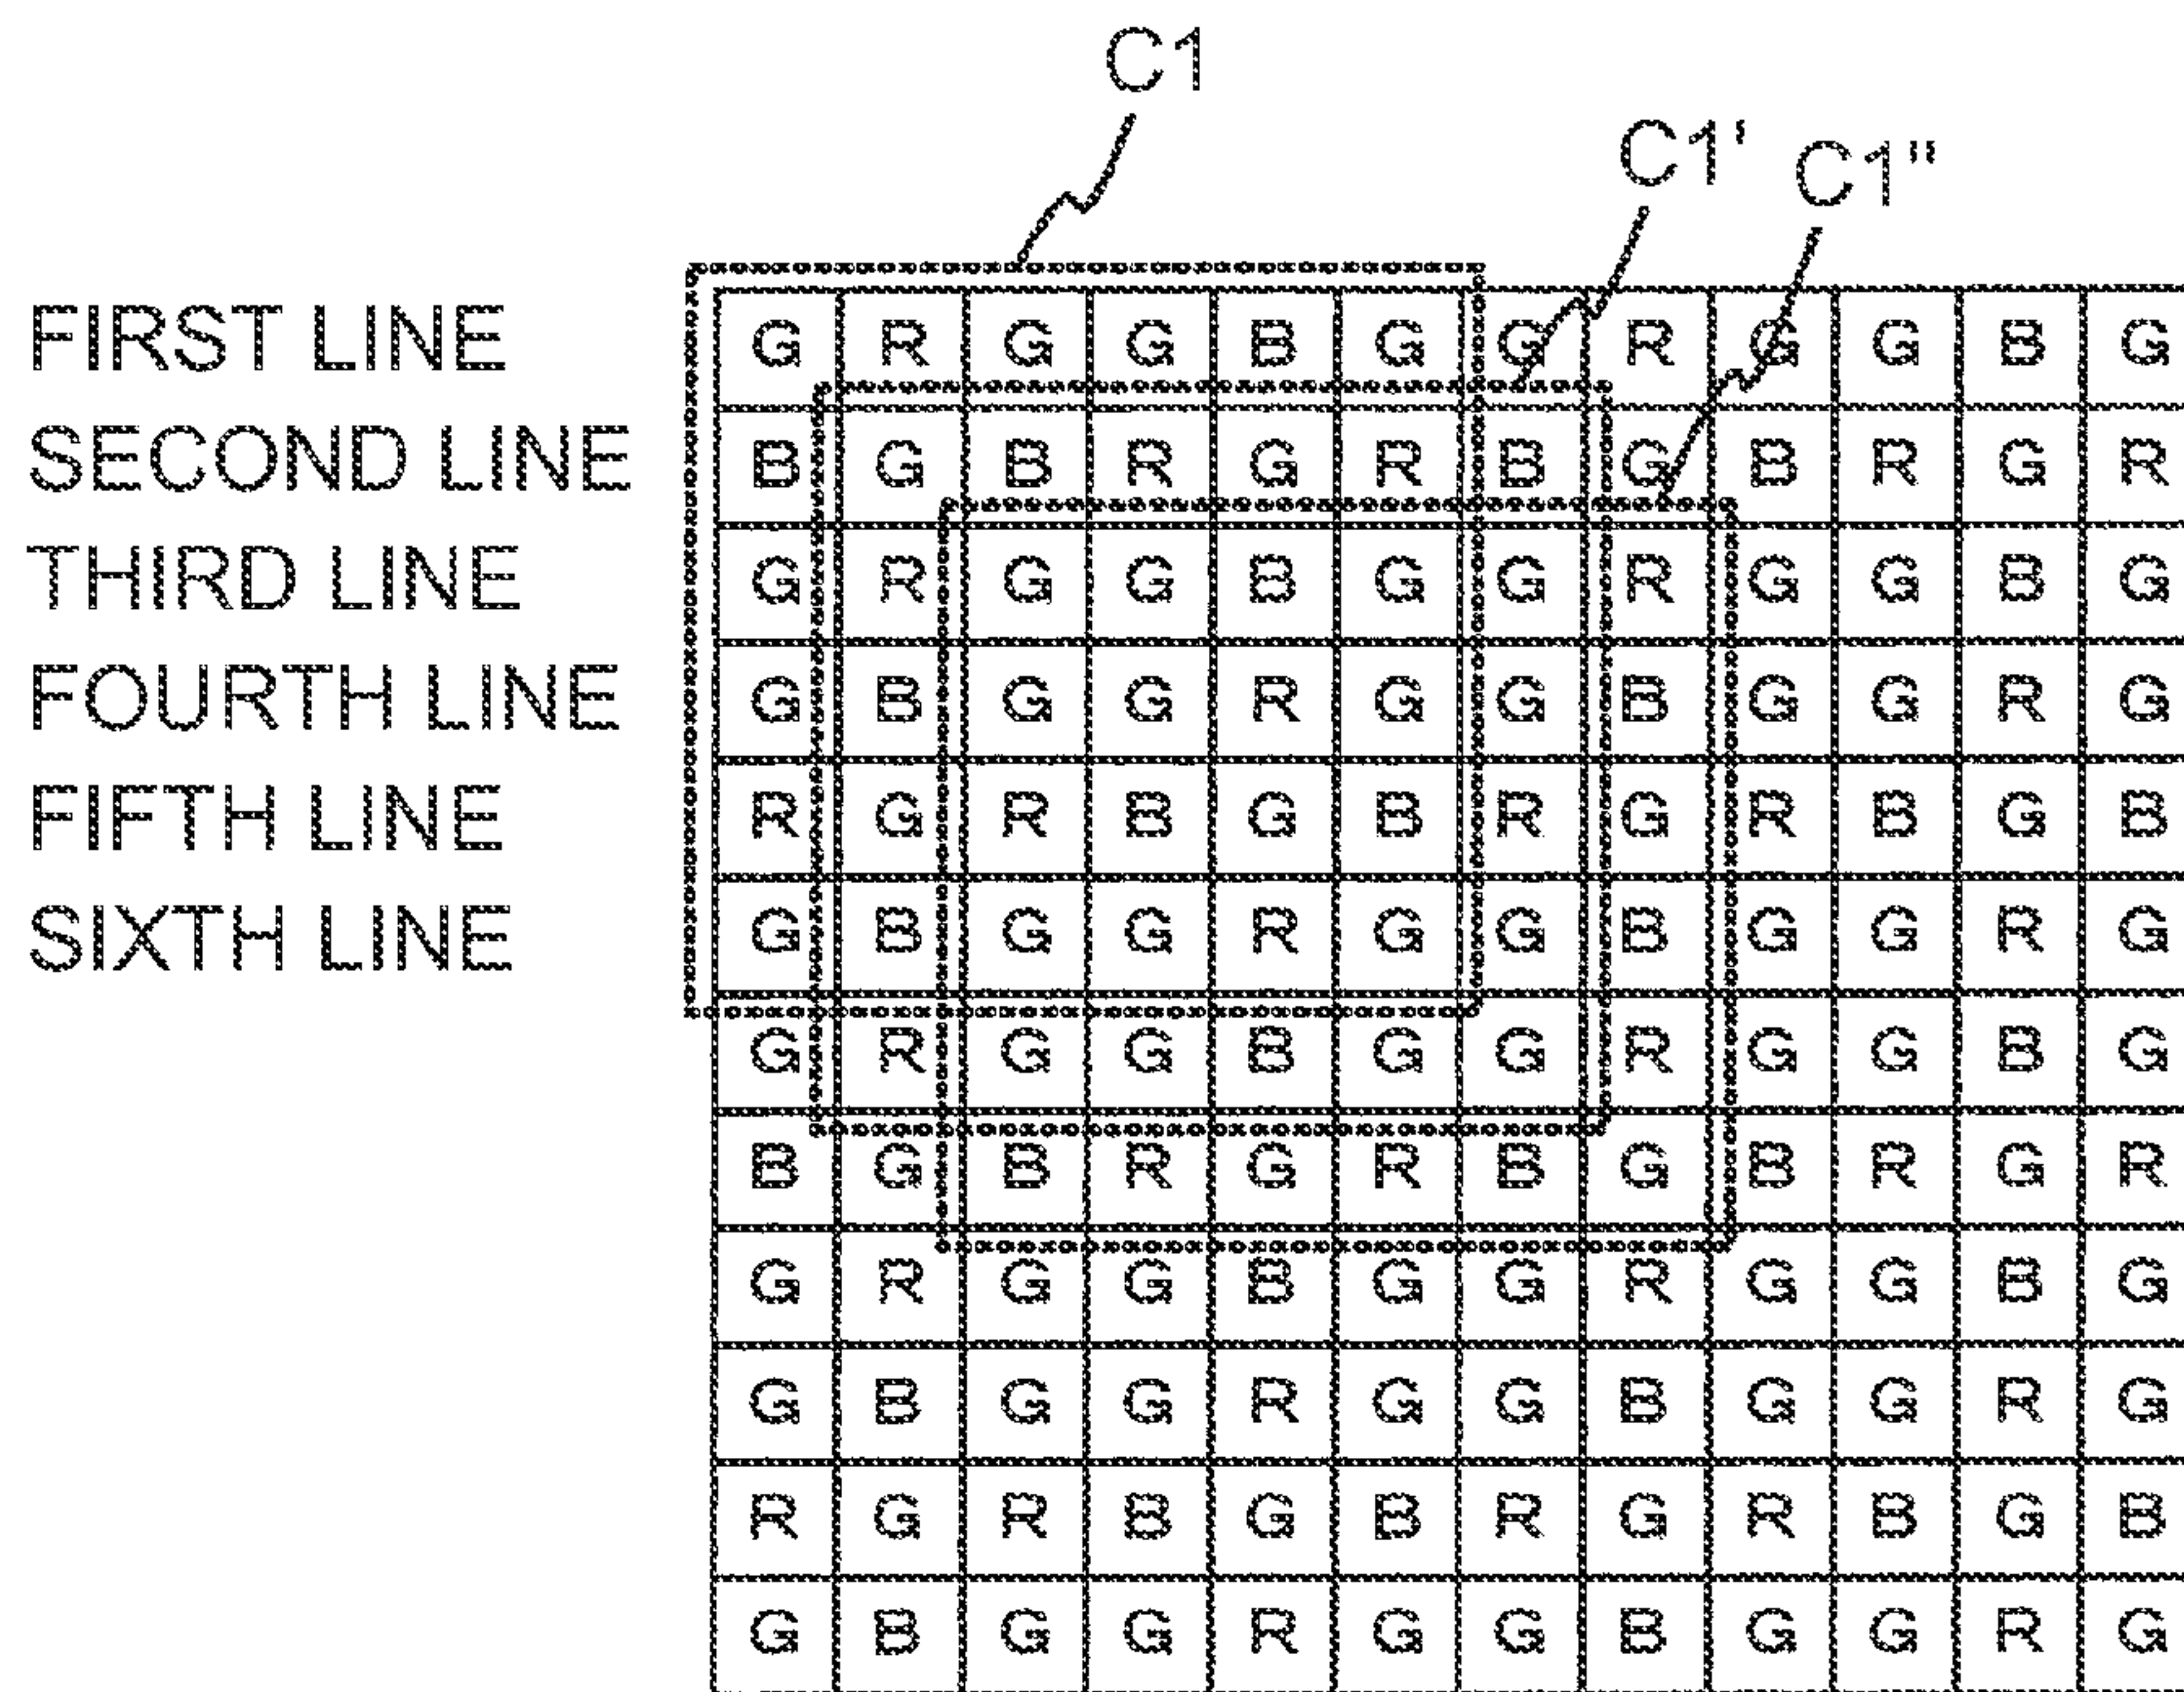 C1
C1'
C1"
FIRST LINE G R G G B G G R G G B G
SECOND LINE B G B R G R B G B R G R
THIRD LINE G R G G B G G R G G B G
FOURTH LINE G B G G R G G B G G R G
FIFTH LINE R G R B G B R G R B G B
SIXTH LINE G B G G R G G B G G R G
G R G G B G G R G G B G
B G B R G R B G B R G R
G R G G B G G R G G B G
G B G G R G G B G G R G
R G R B G B R G R B G B
G B G G R G G B G G R G